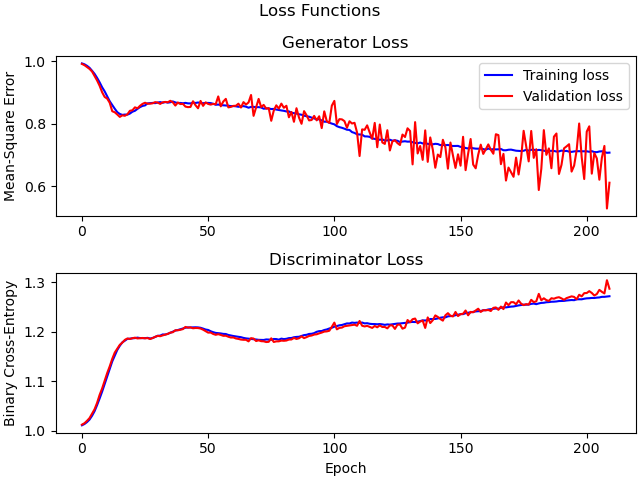 Loss Functions
Generator Loss
Mean-Square Error
1.0
0.8
0.6
Training loss
Validation loss
0 50 100 150 200
Discriminator Loss
Binary Cross-Entropy
1.3
1.2
1.1
1.0
0 50 100 150 200
Epoch